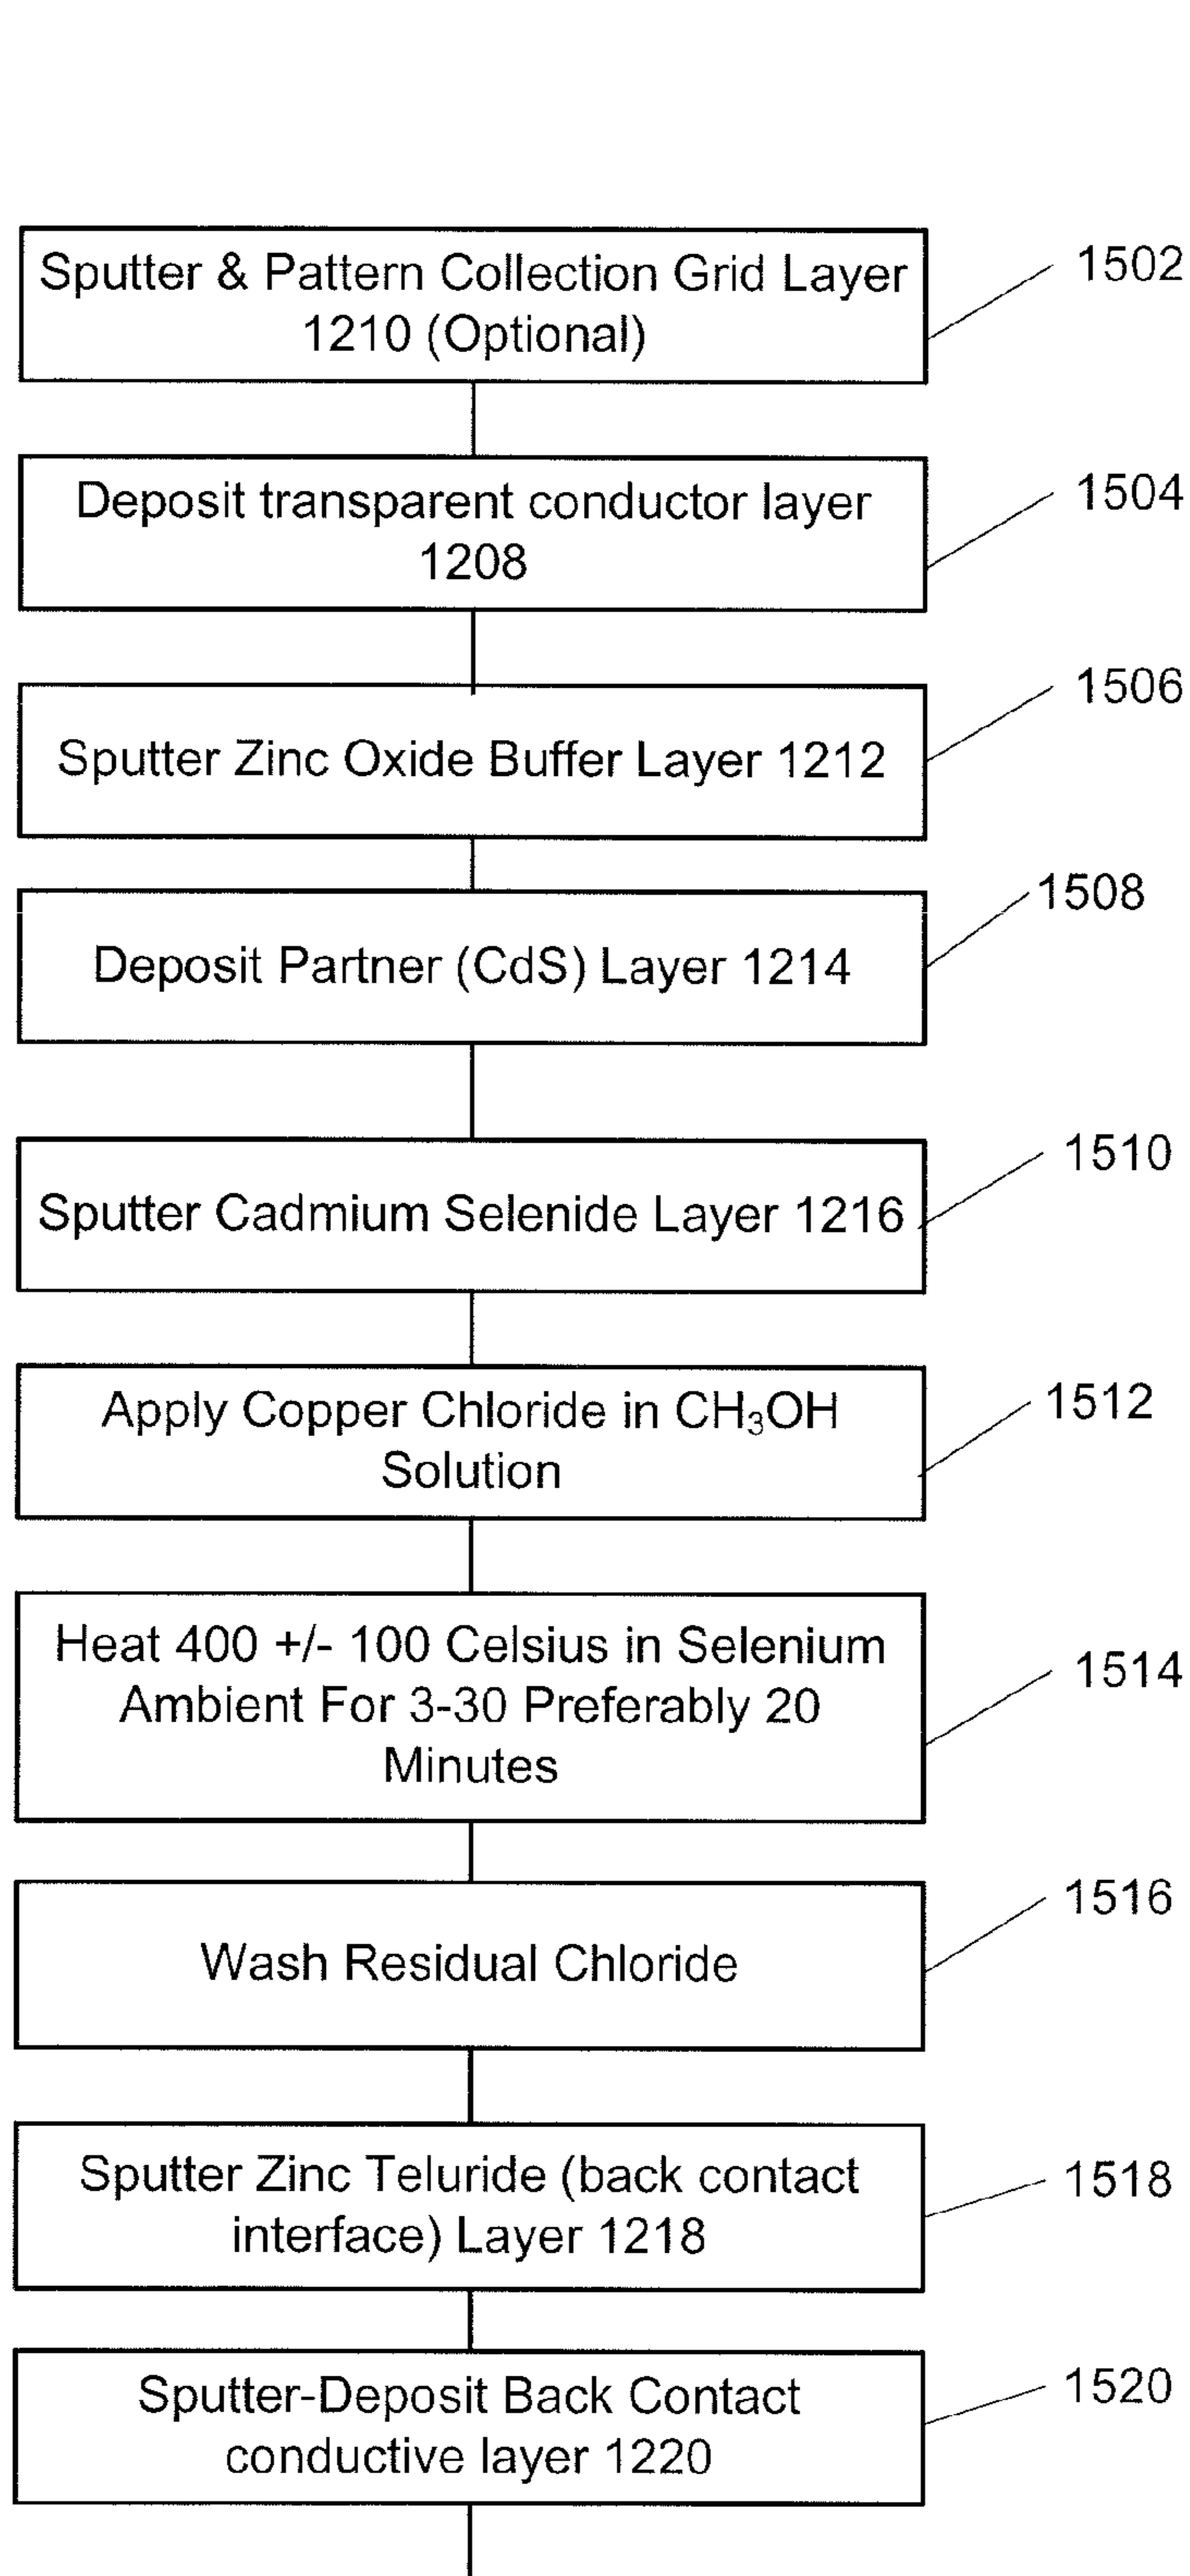 Sputter & Pattern Collection Grid Layer
1210 (Optional)
1502
Deposit transparent conductor layer
1208
1504
Sputter Zinc Oxide Buffer Layer 1212
1506
Deposit Partner (CdS) Layer 1214
1508
Sputter Cadmium Selenide Layer 1216
1510
Apply Copper Chloride in CH₃OH
Solution
1512
Heat 400 +/- 100 Celsius in Selenium
Ambient For 3-30 Preferably 20
Minutes
1514
Wash Residual Chloride
1516
Sputter Zinc Teluride (back contact
interface) Layer 1218
1518
Sputter-Deposit Back Contact
conductive layer 1220
1520